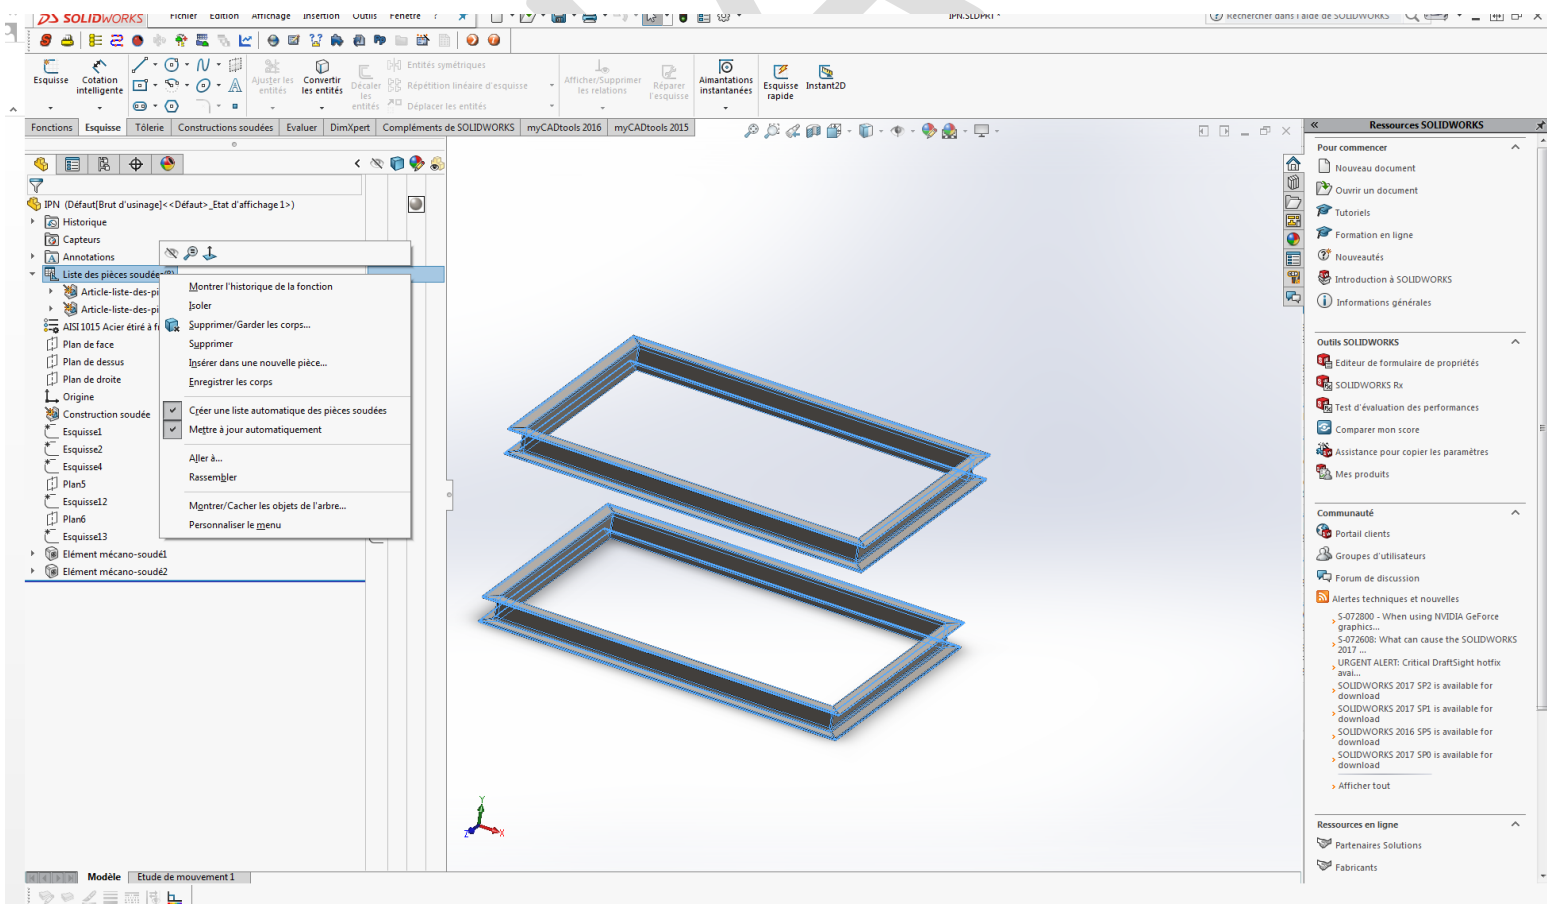 SOLIDWORKS Fichier Edition Affichage Insertion Outils Fenêtre ? IPN.SLDPRT * Rechercher dans l'aide de SOLIDWORKS
Esquisse
Cotation intelligente
Ajuster les entités
Convertir les entités
Décaler les entités
Entités symétriques
Répétition linéaire d'esquisse
Déplacer les entités
Afficher/Supprimer les relations
Réparer l'esquisse
Aimantations instantanées
Esquisse rapide
Instant2D
Fonctions Esquisse Tôlerie Constructions soudées Evaluer DimXpert Compléments de SOLIDWORKS myCADtools 2016 myCADtools 2015
IPN (Défaut[Brut d'usinage]<<Défaut>_Etat d'affichage 1>)
Historique
Capteurs
Annotations
Liste des pièces soudées(8)
Article-liste-des-pi
Article-liste-des-pi
AISI 1015 Acier étiré à fr
Plan de face
Plan de dessus
Plan de droite
Origine
Construction soudée
Esquisse1
Esquisse2
Esquisse4
Plan5
Esquisse12
Plan6
Esquisse13
Elément mécano-soudé1
Elément mécano-soudé2
Montrer l'historique de la fonction
Isoler
Supprimer/Garder les corps...
Supprimer
Insérer dans une nouvelle pièce...
Enregistrer les corps
Créer une liste automatique des pièces soudées
Mettre à jour automatiquement
Aller à...
Rassembler
Montrer/Cacher les objets de l'arbre...
Personnaliser le menu
Y
Z
X
Modèle Etude de mouvement 1
Ressources SOLIDWORKS
Pour commencer
Nouveau document
Ouvrir un document
Tutoriels
Formation en ligne
Nouveautés
Introduction à SOLIDWORKS
Informations générales
Outils SOLIDWORKS
Editeur de formulaire de propriétés
SOLIDWORKS Rx
Test d'évaluation des performances
Comparer mon score
Assistance pour copier les paramètres
Mes produits
Communauté
Portail clients
Groupes d'utilisateurs
Forum de discussion
Alertes techniques et nouvelles
S-072800 - When using NVIDIA GeForce
graphics...
S-072608: What can cause the SOLIDWORKS
2017 ...
URGENT ALERT: Critical DraftSight hotfix
avai...
SOLIDWORKS 2017 SP2 is available for
download
SOLIDWORKS 2017 SP1 is available for
download
SOLIDWORKS 2016 SP5 is available for
download
SOLIDWORKS 2017 SP0 is available for
download
Afficher tout
Ressources en ligne
Partenaires Solutions
Fabricants